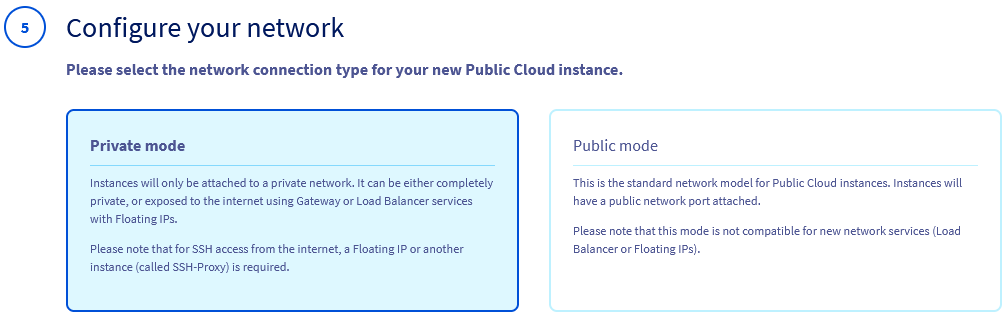 5
Configure your network
Please select the network connection type for your new Public Cloud instance.
Private mode
Instances will only be attached to a private network. It can be either completely
private, or exposed to the internet using Gateway or Load Balancer services
with Floating IPs.
Please note that for SSH access from the internet, a Floating IP or another
instance (called SSH-Proxy) is required.
Public mode
This is the standard network model for Public Cloud instances. Instances will
have a public network port attached.
Please note that this mode is not compatible for new network services (Load
Balancer or Floating IPs).